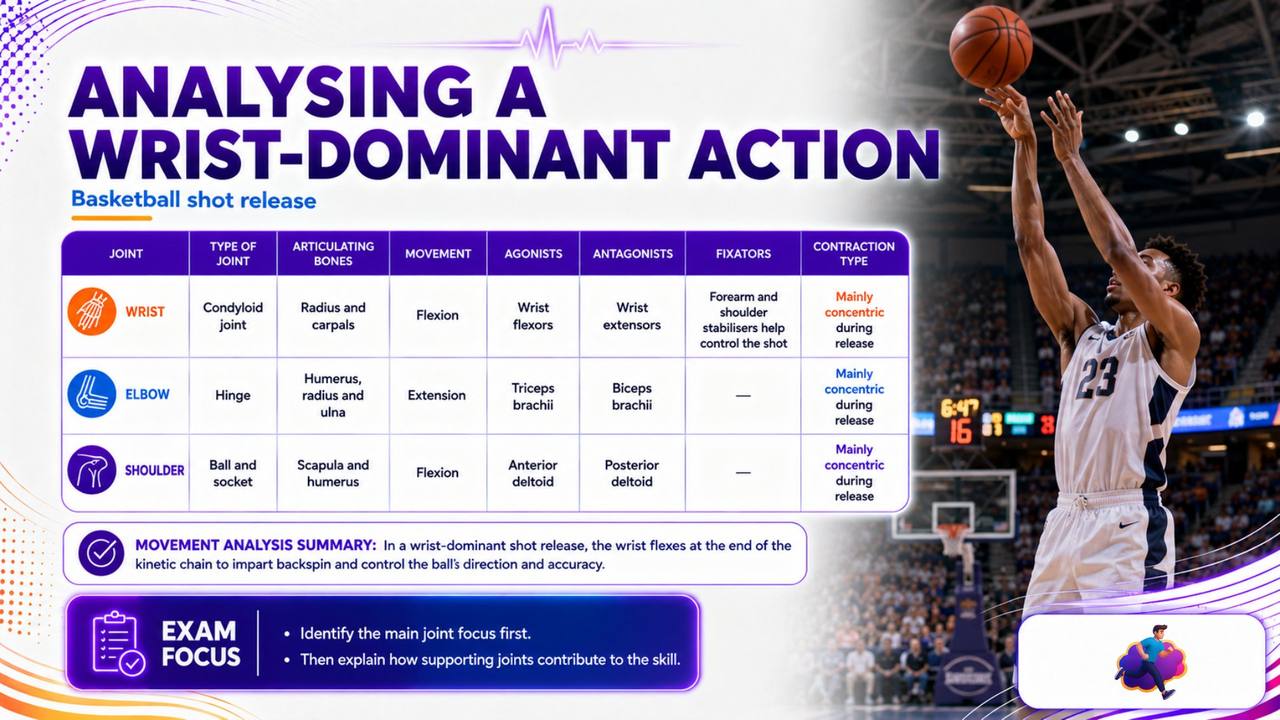 ANALYSING A
WRIST-DOMINANT ACTION
Basketball shot release
JOINT
TYPE OF
JOINT
ARTICULATING
BONES
MOVEMENT
AGONISTS
ANTAGONISTS
FIXATORS
CONTRACTION
TYPE
WRIST
Condyloid
joint
Radius and
carpals
Flexion
Wrist
flexors
Wrist
extensors
Forearm and
shoulder
stabilisers help
control the shot
Mainly
concentric
during
release
ELBOW
Hinge
Humerus,
radius and
ulna
Extension
Triceps
brachii
Biceps
brachii
—
Mainly
concentric
during
release
SHOULDER
Ball and
socket
Scapula and
humerus
Flexion
Anterior
deltoid
Posterior
deltoid
—
Mainly
concentric
during
release
MOVEMENT ANALYSIS SUMMARY: In a wrist-dominant shot release, the wrist flexes at the end of the
kinetic chain to impart backspin and control the ball's direction and accuracy.
EXAM
FOCUS
• Identify the main joint focus first.
• Then explain how supporting joints contribute to the skill.
23
6:47
16